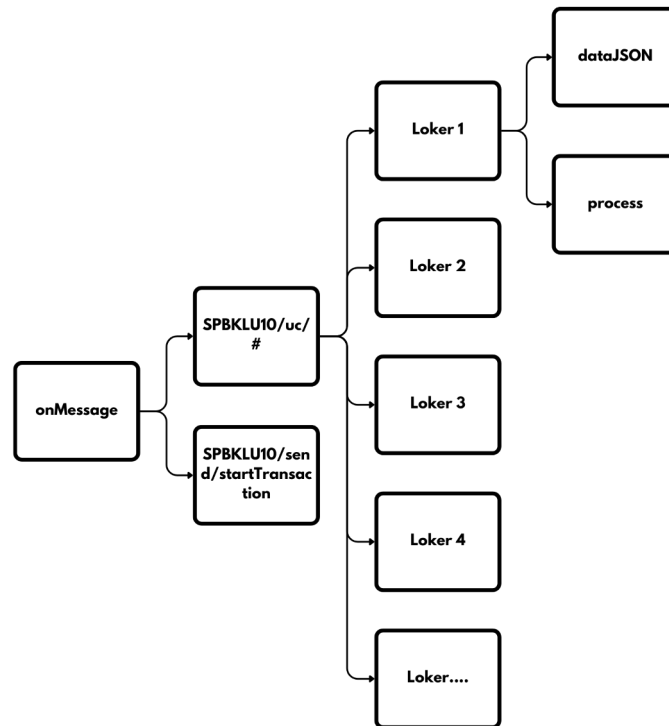 dataJSON
Loker 1
process
Loker 2
SPBKLU10/uc/
#
Loker 3
onMessage
SPBKLU10/sen
d/startTransac
tion
Loker 4
Loker....